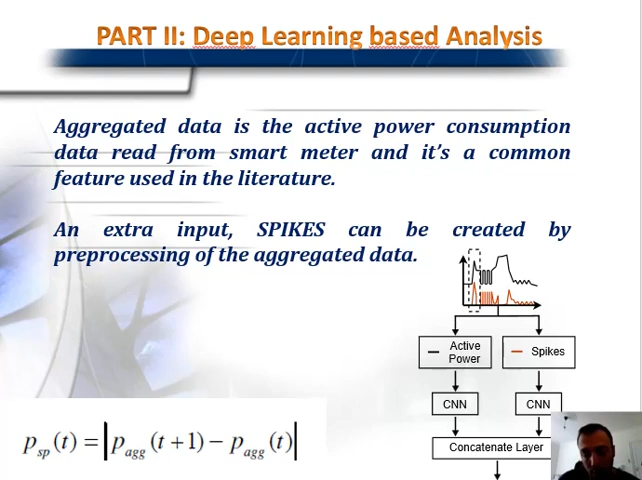 PART II: Deep Learning based Analysis
Aggregated data is the active power consumption
data read from smart meter and it's a common
feature used in the literature.
An extra input, SPIKES can be created by
preprocessing of the aggregated data.
Active
Power
Spikes
CNN
CNN
Concatenate Layer
p_sp (t) = |p_agg (t+1) − p_agg (t)|